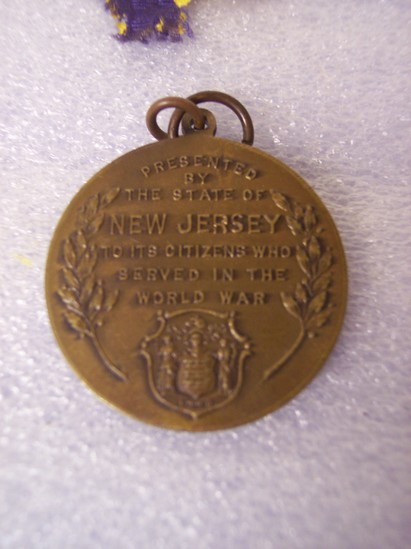 PRESENTED
BY
THE STATE OF
NEW JERSEY
TO ITS CITIZENS WHO
SERVED IN THE
WORLD WAR